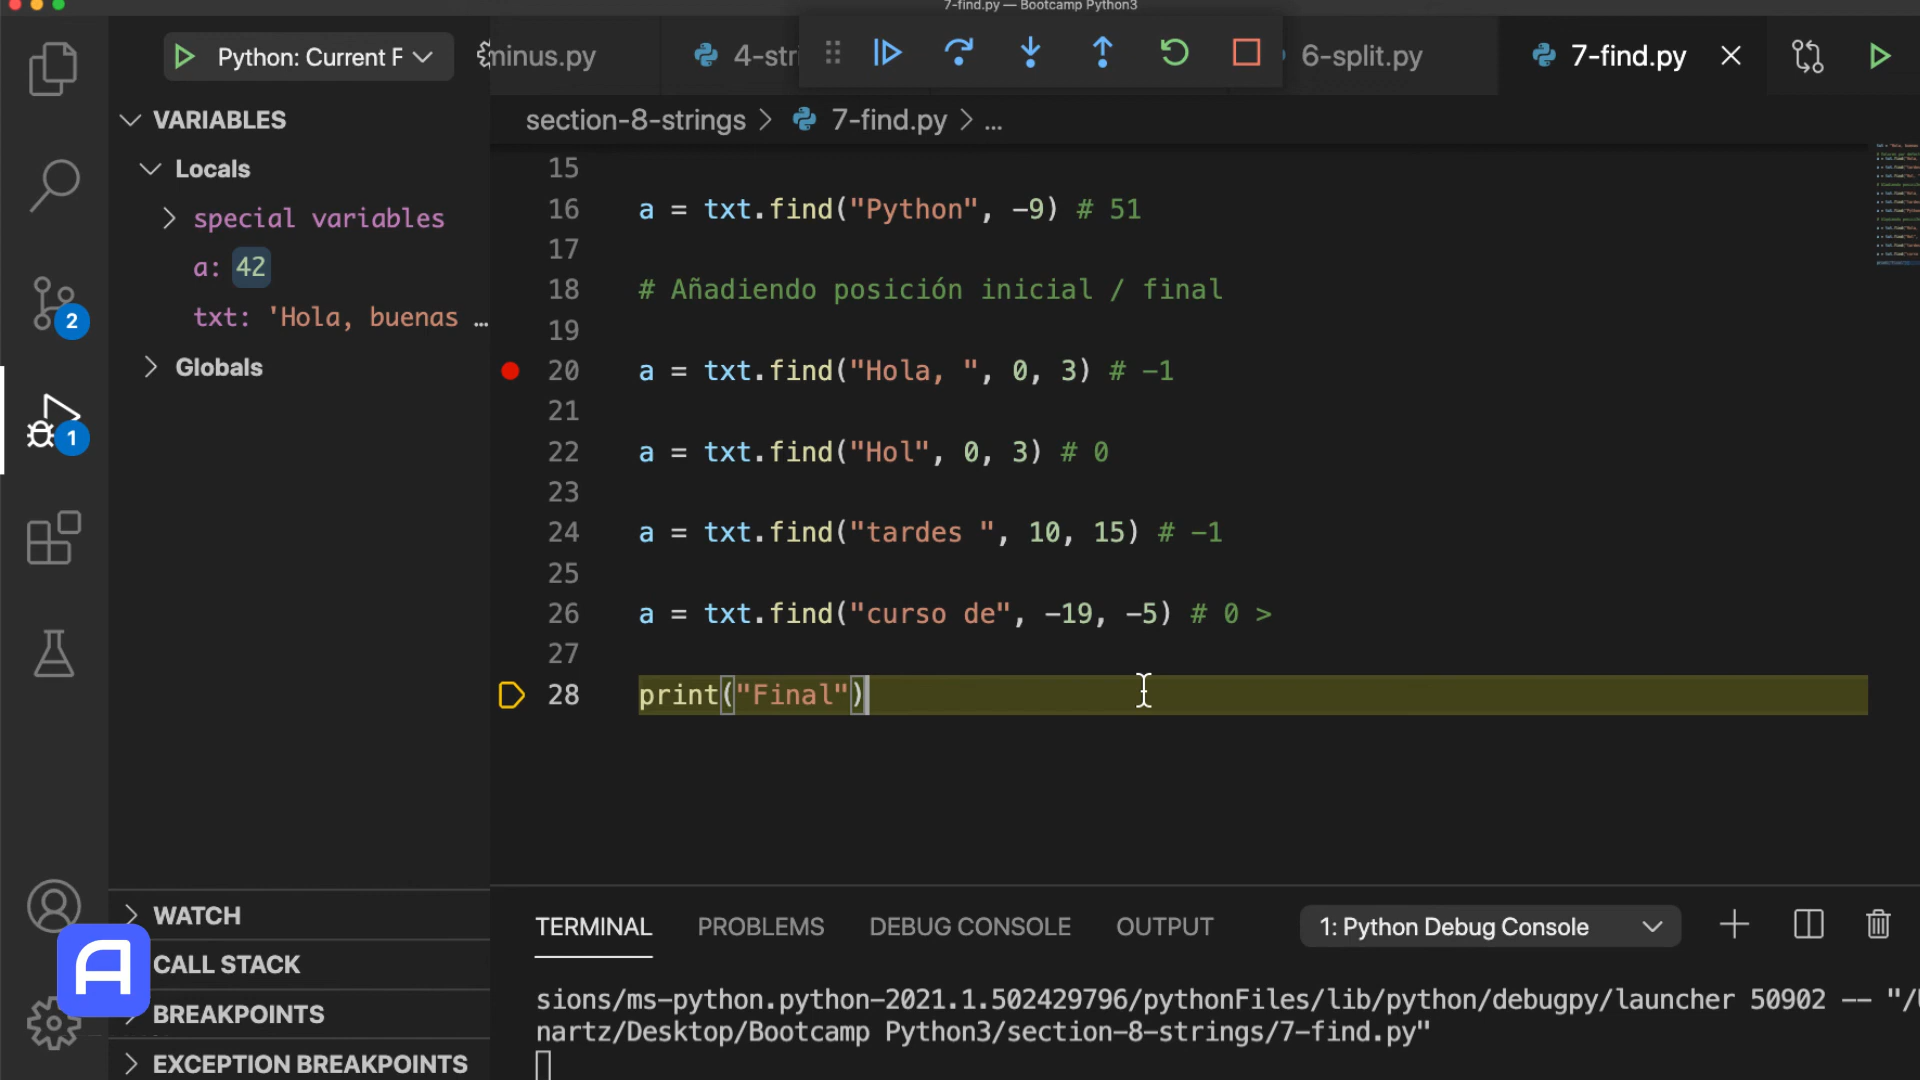 7-find.py — Bootcamp Python3
Python: Current F
minus.py
4-stri
6-split.py
7-find.py
VARIABLES
section-8-strings > 7-find.py > ...
Locals
special variables
a: 42
txt: 'Hola, buenas …
Globals
15
16 a = txt.find("Python", -9) # 51
17
18 # Añadiendo posición inicial / final
19
20 a = txt.find("Hola, ", 0, 3) # -1
21
22 a = txt.find("Hol", 0, 3) # 0
23
24 a = txt.find("tardes ", 10, 15) # -1
25
26 a = txt.find("curso de", -19, -5) # 0 >
27
28 print("Final")
2
1
WATCH
CALL STACK
BREAKPOINTS
EXCEPTION BREAKPOINTS
TERMINAL PROBLEMS DEBUG CONSOLE OUTPUT 1: Python Debug Console
sions/ms-python.python-2021.1.502429796/pythonFiles/lib/python/debugpy/launcher 50902 -- "/
nartz/Desktop/Bootcamp Python3/section-8-strings/7-find.py"